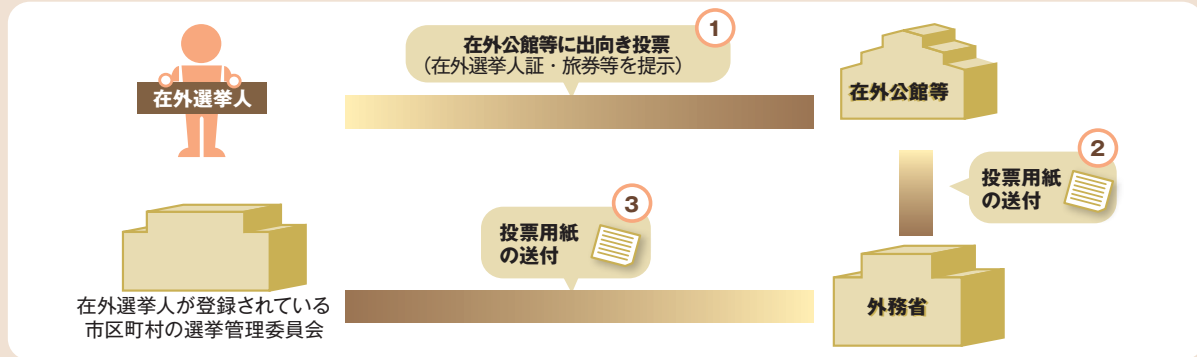 在外選挙人
1
在外公館等に出向き投票
（在外選挙人証・旅券等を提示）
在外公館等
2
投票用紙
の送付
外務省
3
投票用紙
の送付
在外選挙人が登録されている
市区町村の選挙管理委員会